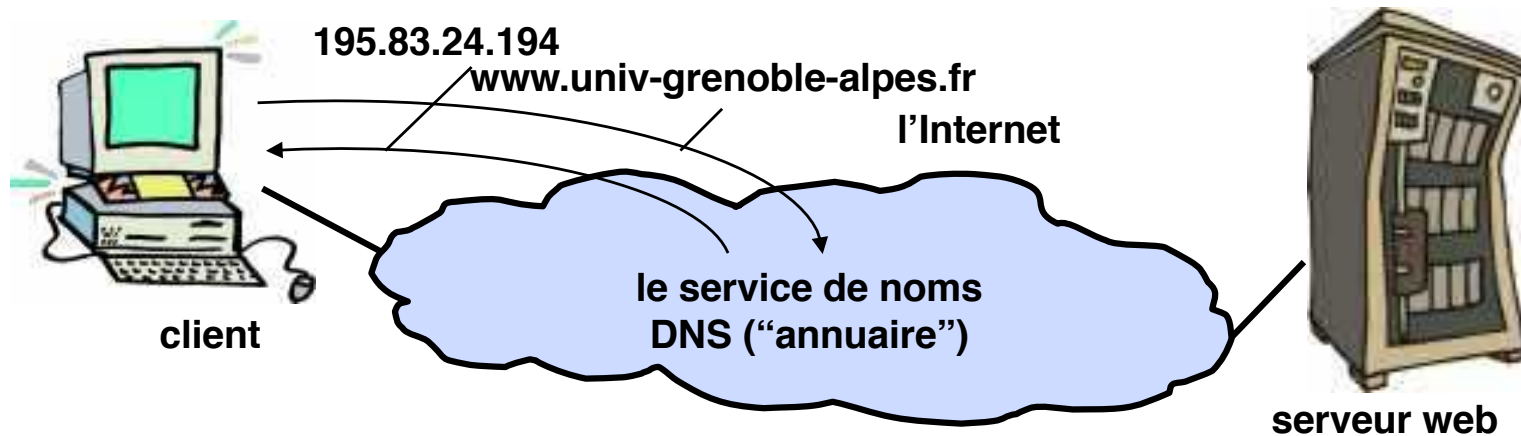 195.83.24.194
www.univ-grenoble-alpes.fr
l’Internet
le service de noms
DNS (“annuaire”)
client
serveur web